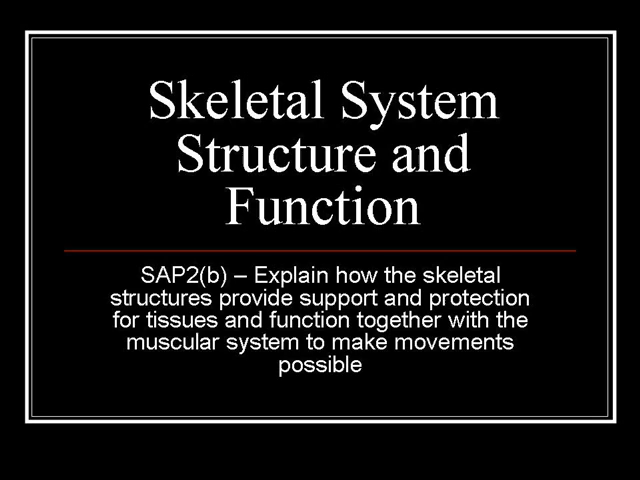 Skeletal System
Structure and
Function
SAP2(b) – Explain how the skeletal
structures provide support and protection
for tissues and function together with the
muscular system to make movements
possible